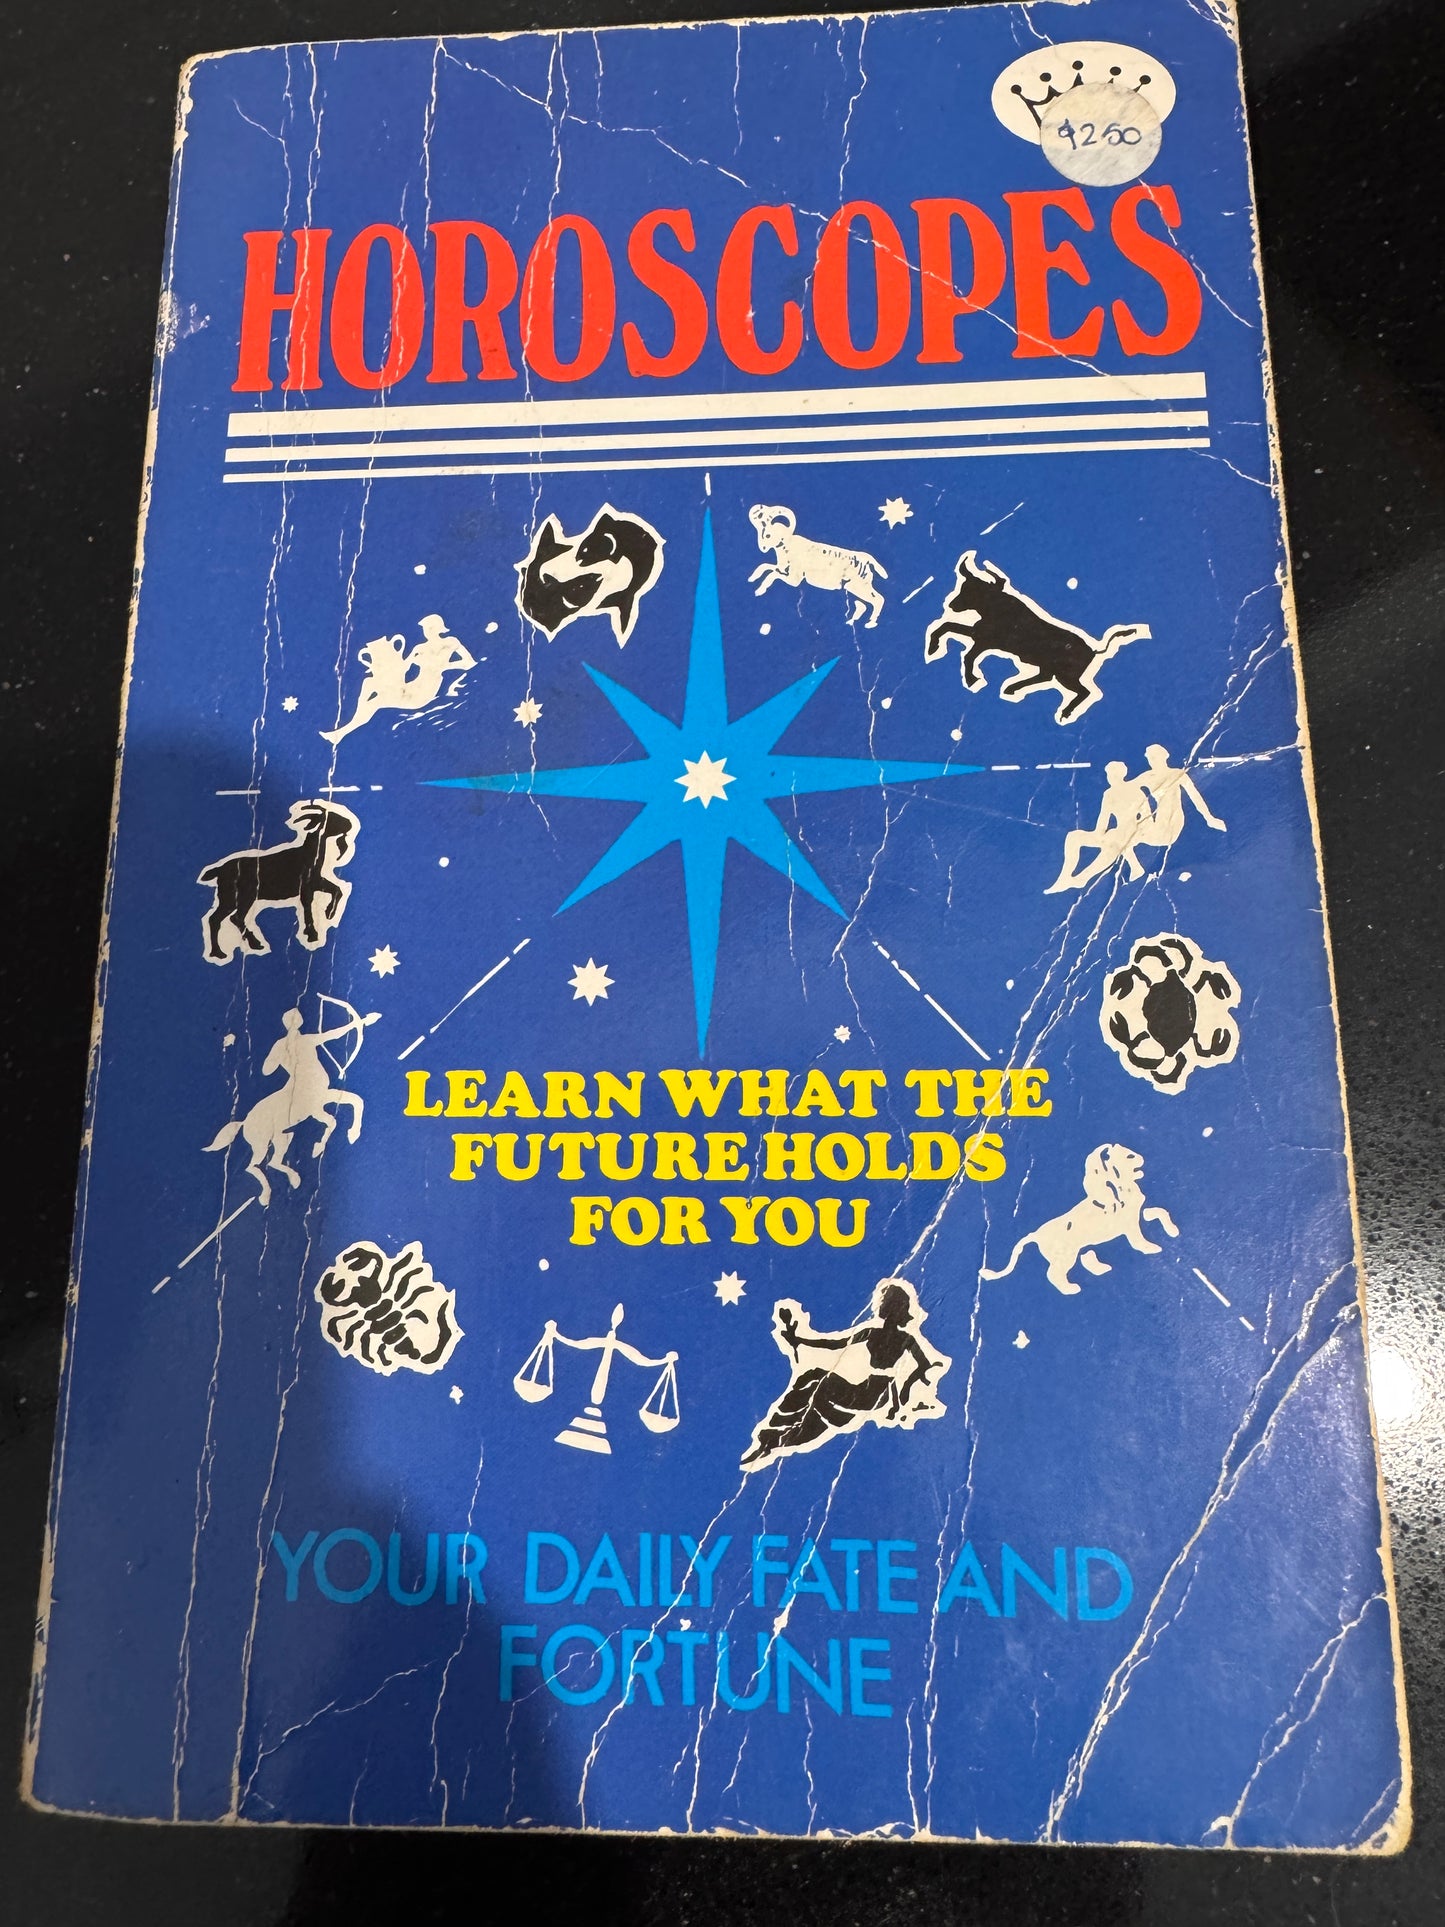 $2.50
HOROSCOPES
LEARN WHAT THE
FUTURE HOLDS
FOR YOU
YOUR DAILY FATE AND
FORTUNE